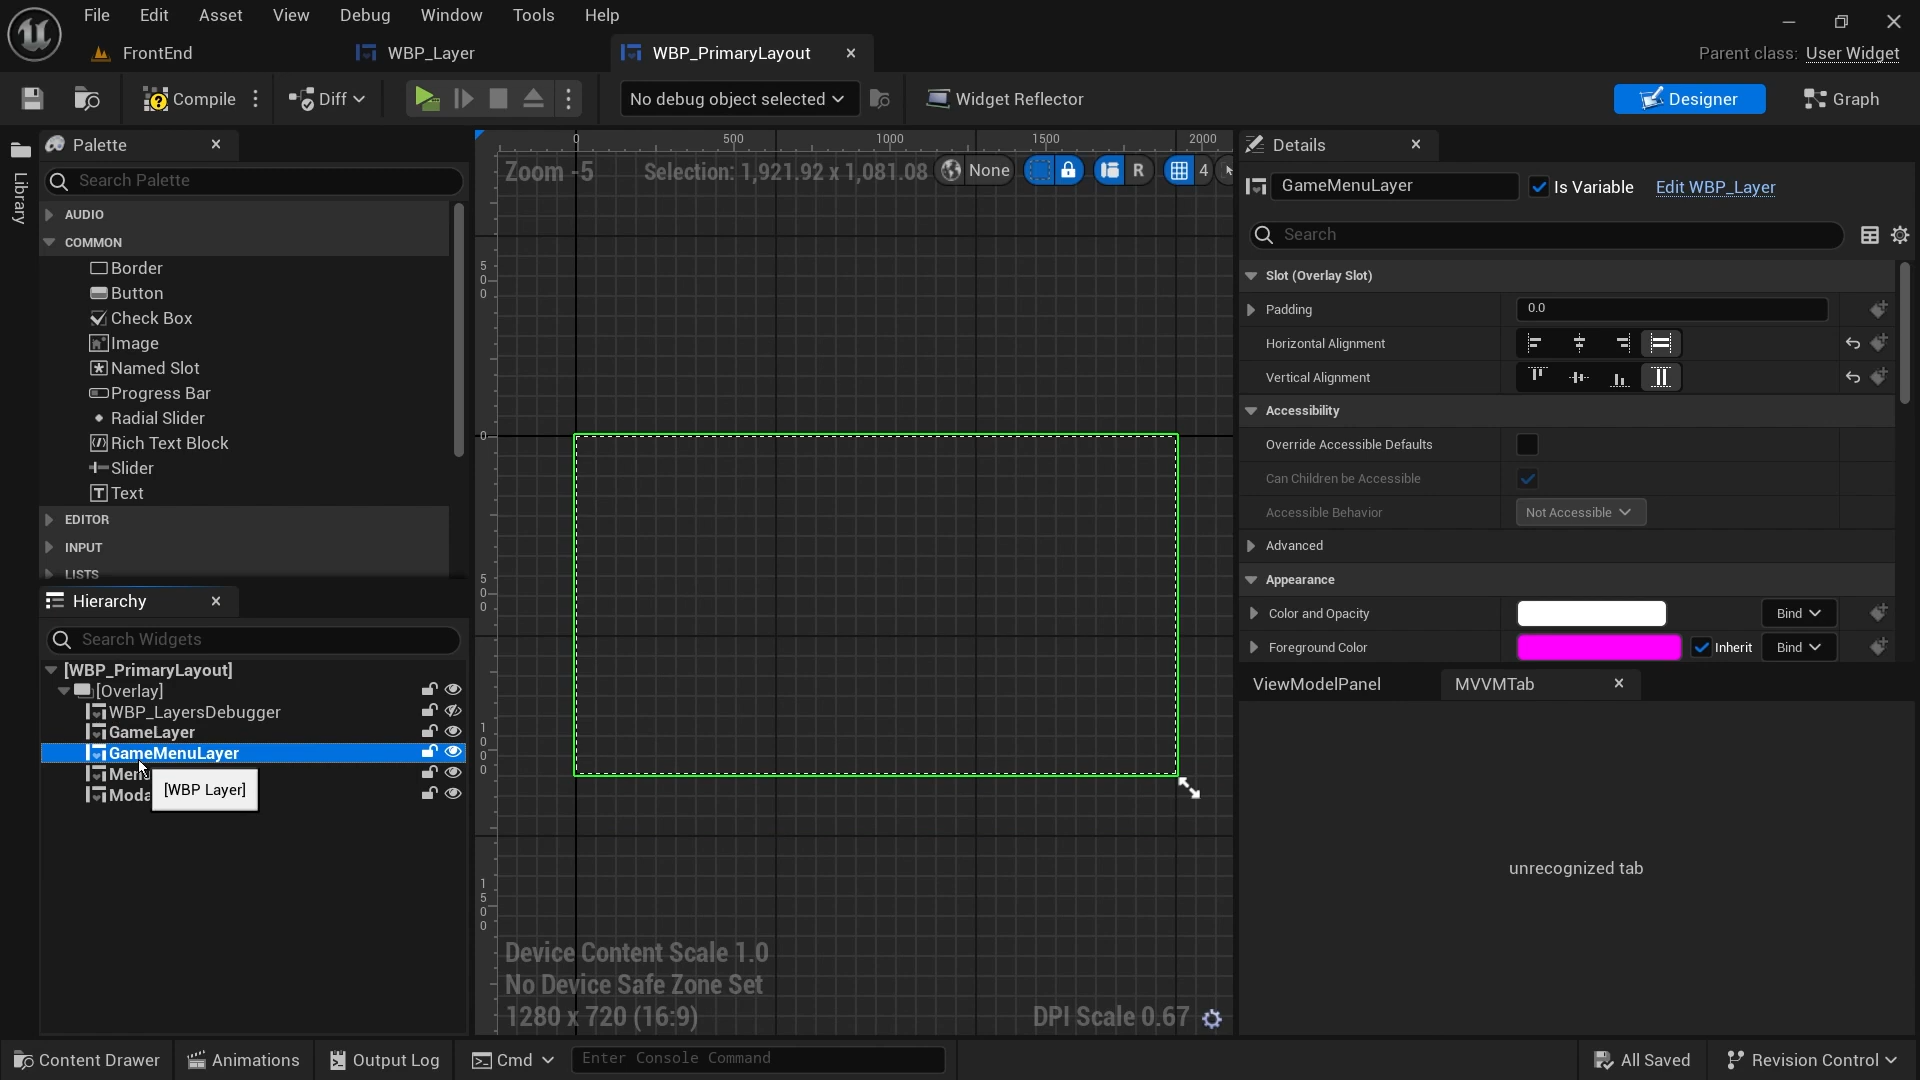 File Edit Asset View Debug Window Tools Help
FrontEnd WBP_Layer WBP_PrimaryLayout Parent class: User Widget
Compile Diff No debug object selected Widget Reflector Designer Graph
Library
Palette
Search Palette
AUDIO
COMMON
Border
Button
Check Box
Image
Named Slot
Progress Bar
Radial Slider
Rich Text Block
Slider
Text
EDITOR
INPUT
LISTS
Hierarchy
Search Widgets
[WBP_PrimaryLayout]
[Overlay]
WBP_LayersDebugger
GameLayer
GameMenuLayer
Men
Moda
[WBP Layer]
0 500 1000 1500 2000
Zoom -5 Selection: 1,921.92 x 1,081.08 None R 4
500
0
500
1000
1500
Device Content Scale 1.0
No Device Safe Zone Set
1280 x 720 (16:9) DPI Scale 0.67
Details
GameMenuLayer Is Variable Edit WBP_Layer
Search
Slot (Overlay Slot)
Padding 0.0
Horizontal Alignment
Vertical Alignment
Accessibility
Override Accessible Defaults
Can Children be Accessible
Accessible Behavior Not Accessible
Advanced
Appearance
Color and Opacity Bind
Foreground Color Inherit Bind
ViewModelPanel MVVMTab
unrecognized tab
Content Drawer Animations Output Log Cmd Enter Console Command All Saved Revision Control